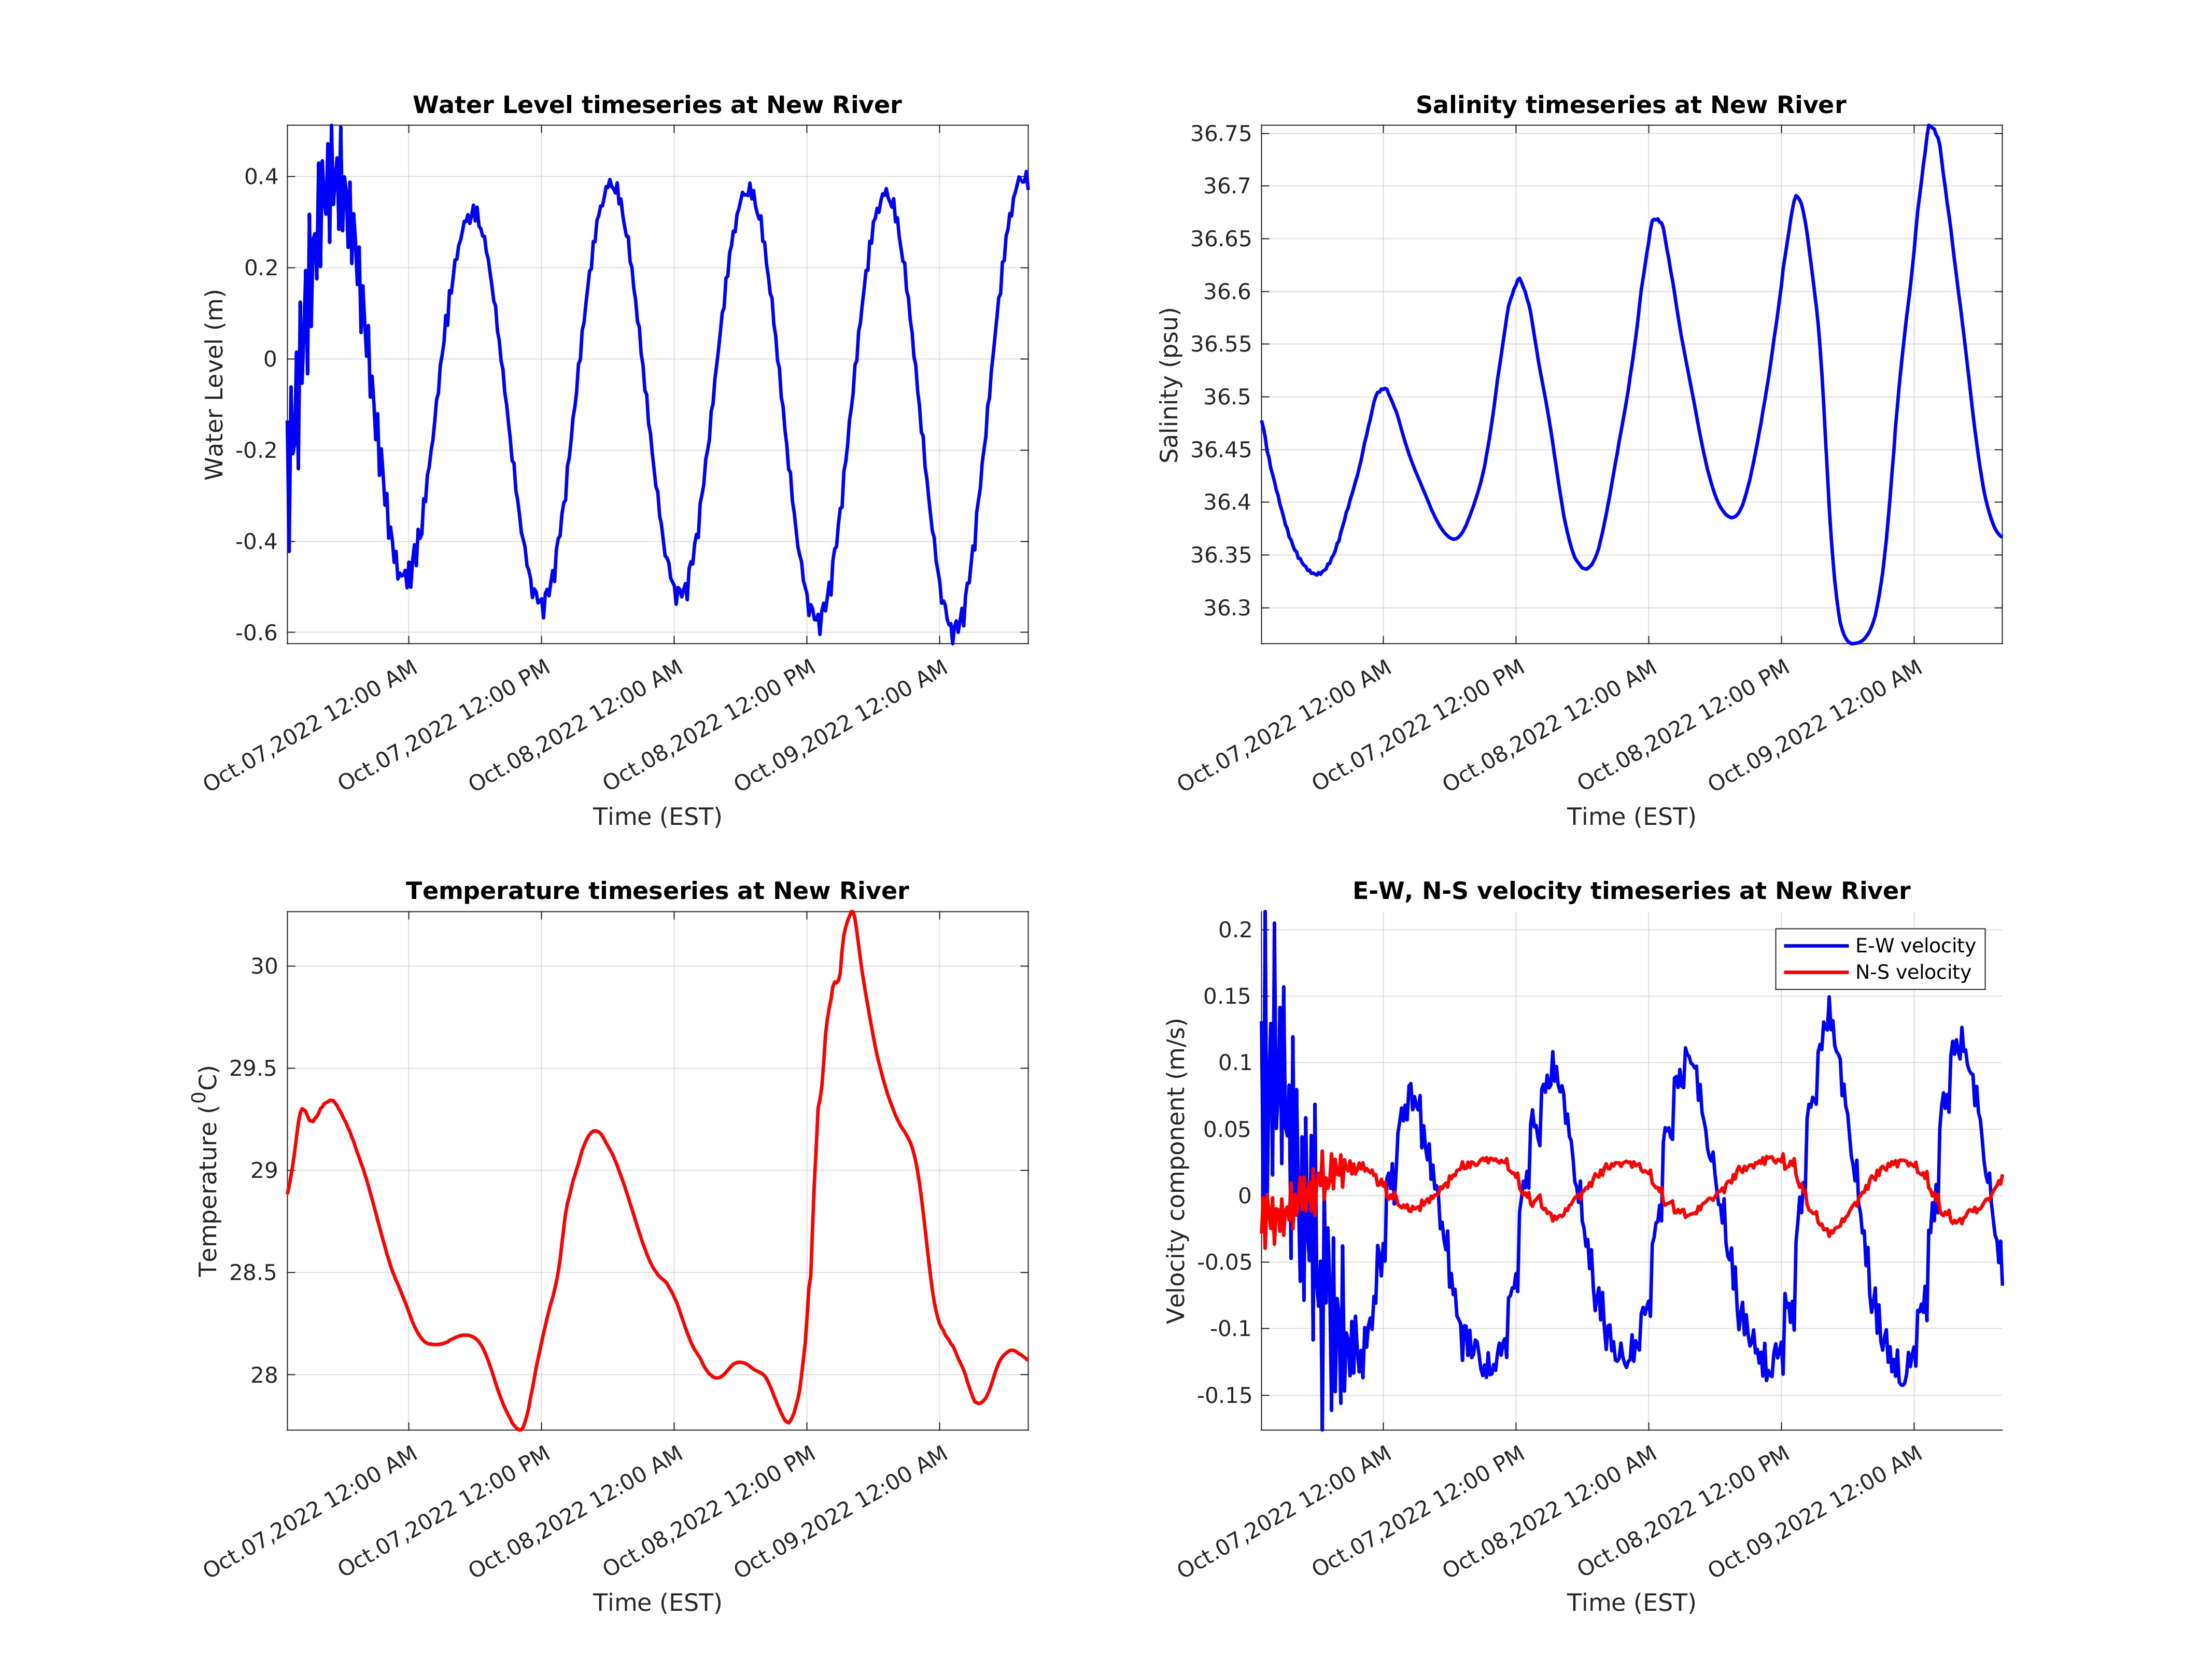 Water Level timeseries at New River
Water Level (m)
0.4
0.2
0
-0.2
-0.4
-0.6
Oct.07,2022 12:00 AM
Oct.07,2022 12:00 PM
Oct.08,2022 12:00 AM
Oct.08,2022 12:00 PM
Oct.09,2022 12:00 AM
Time (EST)
Salinity timeseries at New River
Salinity (psu)
36.75
36.7
36.65
36.6
36.55
36.5
36.45
36.4
36.35
36.3
Oct.07,2022 12:00 AM
Oct.07,2022 12:00 PM
Oct.08,2022 12:00 AM
Oct.08,2022 12:00 PM
Oct.09,2022 12:00 AM
Time (EST)
Temperature timeseries at New River
Temperature (⁰C)
30
29.5
29
28.5
28
Oct.07,2022 12:00 AM
Oct.07,2022 12:00 PM
Oct.08,2022 12:00 AM
Oct.08,2022 12:00 PM
Oct.09,2022 12:00 AM
Time (EST)
E-W, N-S velocity timeseries at New River
Velocity component (m/s)
0.2
0.15
0.1
0.05
0
-0.05
-0.1
-0.15
E-W velocity
N-S velocity
Oct.07,2022 12:00 AM
Oct.07,2022 12:00 PM
Oct.08,2022 12:00 AM
Oct.08,2022 12:00 PM
Oct.09,2022 12:00 AM
Time (EST)